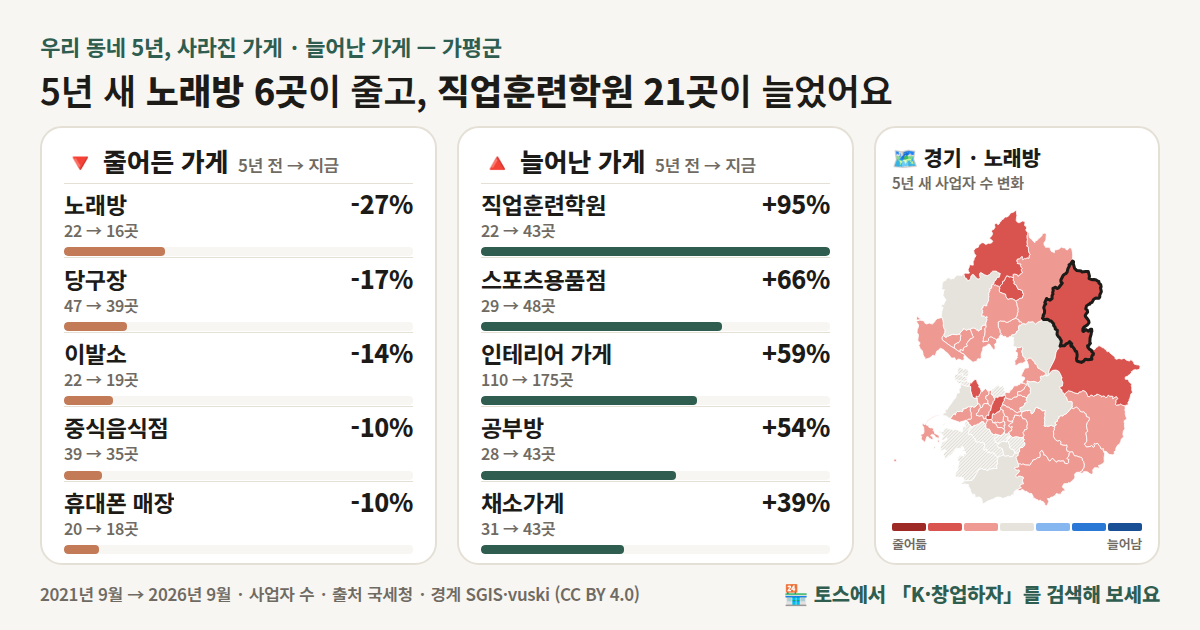 우리 동네 5년, 사라진 가게 · 늘어난 가게 — 가평군
5년 새 노래방 6곳이 줄고, 직업훈련학원 21곳이 늘었어요
줄어든 가게 5년 전 → 지금
노래방 -27%
22 → 16곳
당구장 -17%
47 → 39곳
이발소 -14%
22 → 19곳
중식음식점 -10%
39 → 35곳
휴대폰 매장 -10%
20 → 18곳
늘어난 가게 5년 전 → 지금
직업훈련학원 +95%
22 → 43곳
스포츠용품점 +66%
29 → 48곳
인테리어 가게 +59%
110 → 175곳
공부방 +54%
28 → 43곳
채소가게 +39%
31 → 43곳
경기 · 노래방
5년 새 사업자 수 변화
줄어듦 늘어남
2021년 9월 → 2026년 9월 · 사업자 수 · 출처 국세청 · 경계 SGIS·vuski (CC BY 4.0)
24 토스에서 「K·창업하자」를 검색해 보세요